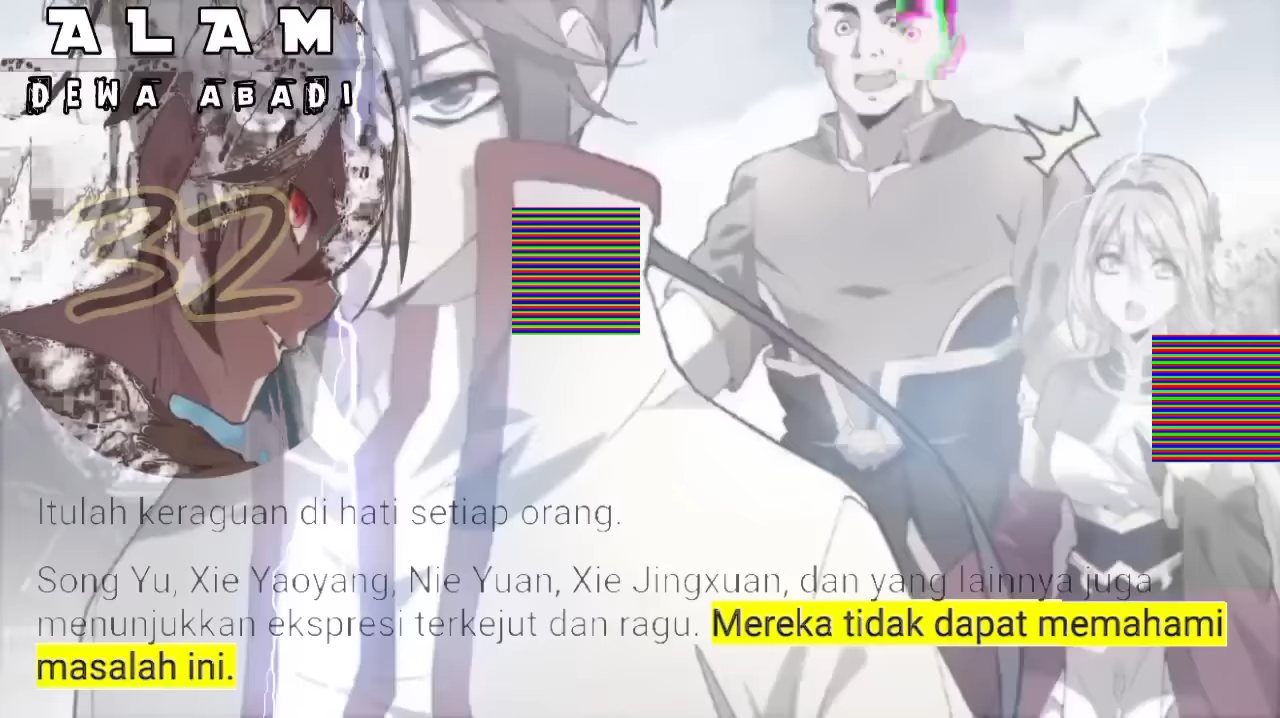 ALAM
DEWA ABADI
32
Itulah keraguan di hati setiap orang.
Song Yu, Xie Yaoyang, Nie Yuan, Xie Jingxuan, dan yang lainnya juga
menunjukkan ekspresi terkejut dan ragu. Mereka tidak dapat memahami
masalah ini.